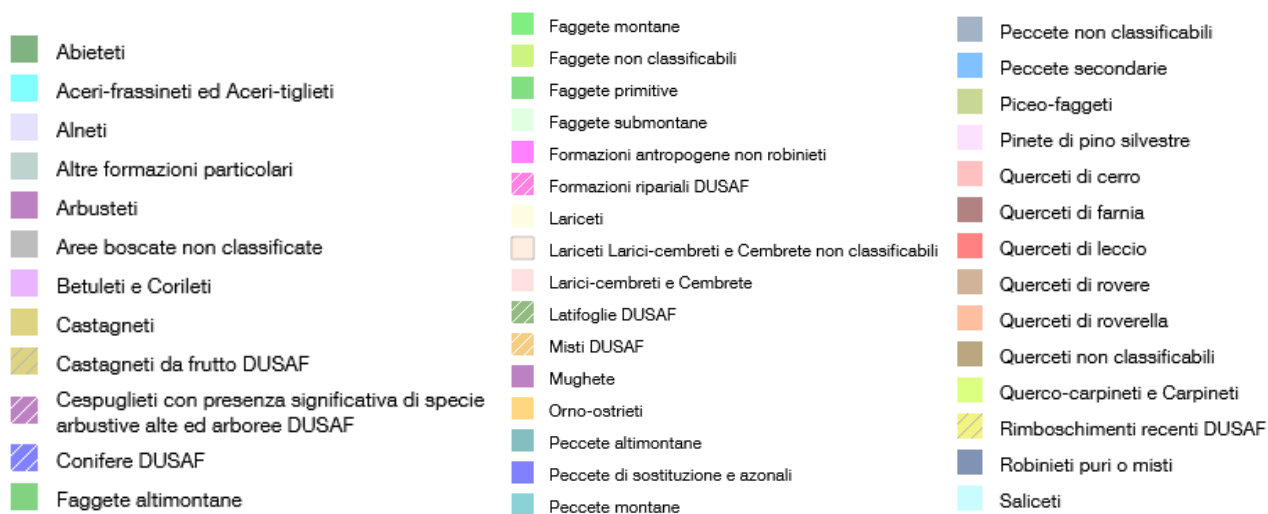 Abieteti
Aceri-frassineti ed Aceri-tiglieti
Alneti
Altre formazioni particolari
Arbusteti
Aree boscate non classificate
Betuleti e Corileti
Castagneti
Castagneti da frutto DUSAF
Cespuglieti con presenza significativa di specie
arbustive alte ed arboree DUSAF
Conifere DUSAF
Faggete altimontane
Faggete montane
Faggete non classificabili
Faggete primitive
Faggete submontane
Formazioni antropogene non robinieti
Formazioni ripariali DUSAF
Lariceti
Lariceti Larici-cembreti e Cembrete non classificabili
Larici-cembreti e Cembrete
Latifoglie DUSAF
Misti DUSAF
Mughete
Orno-ostrieti
Peccete altimontane
Peccete di sostituzione e azonali
Peccete montane
Peccete non classificabili
Peccete secondarie
Piceo-faggeti
Pinete di pino silvestre
Querceti di cerro
Querceti di farnia
Querceti di leccio
Querceti di rovere
Querceti di roverella
Querceti non classificabili
Querco-carpineti e Carpineti
Rimboschimenti recenti DUSAF
Robinieti puri o misti
Saliceti